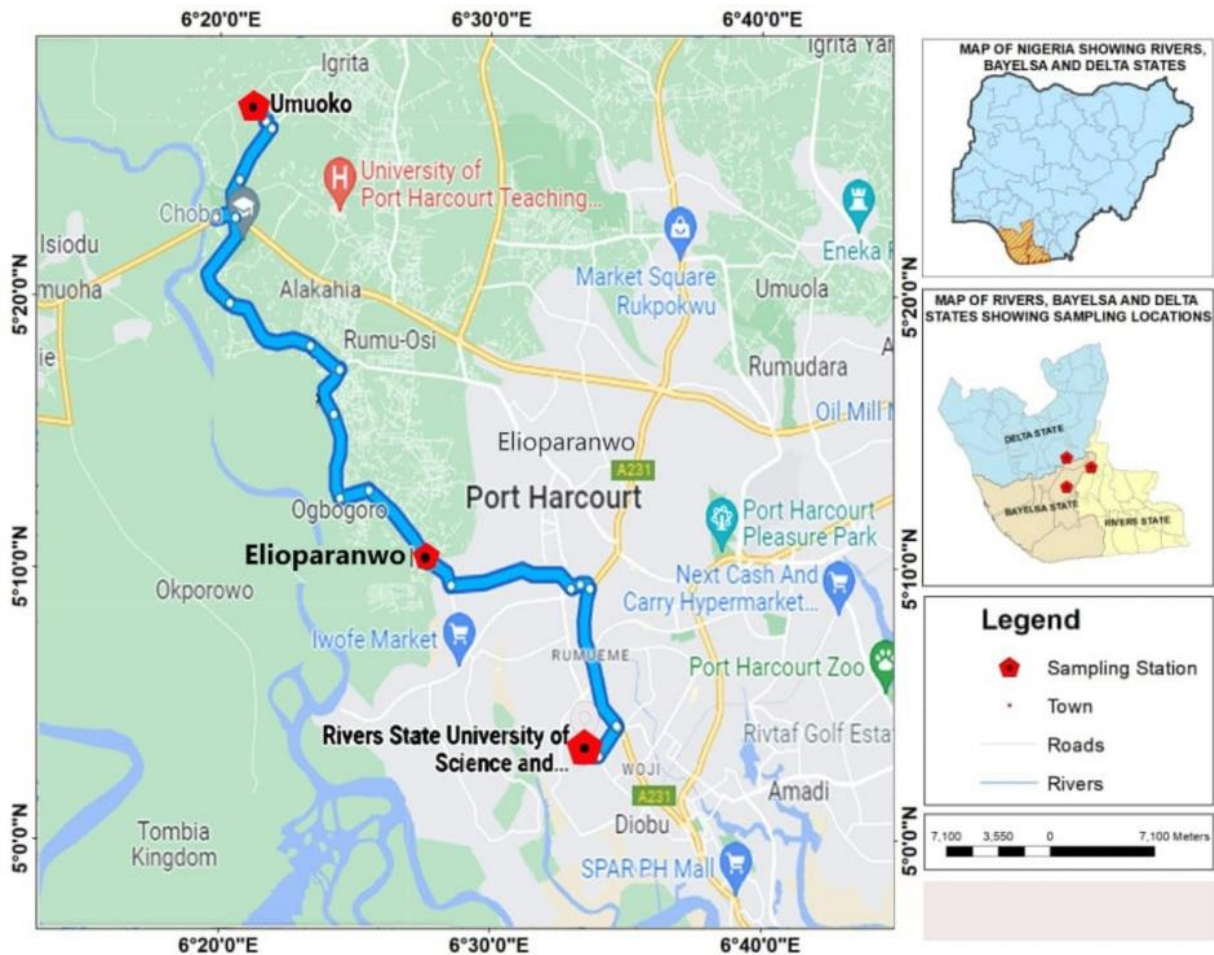 6°20'0"E
6°30'0"E
6°40'0"E
Igrita
Igrita Yar
Umuoko
University of
Port Harcourt Teaching...
Choba
Isiodu
muoha
Eneka
Market Square
Rukpokwu
Umuola
Alakahia
5°20'0"N
5°20'0"N
Rumu-Osi
jie
Rumudara
Oil Mill
Elioparanwo
A231
Port Harcourt
Ogbogoro
Port Harcourt
Pleasure Park
Elioparanwo
5°10'0"N
5°10'0"N
Okporowo
Next Cash And
Carry Hypermarket...
Iwofe Market
RUMUEME
Port Harcourt Zoo
Rivers State University of
Science and...
Rivtaf Golf Estat
WOJI
A231
Amadi
Diobu
Tombia
Kingdom
5°0'0"N
5°0'0"N
SPAR PH Mall
6°20'0"E
6°30'0"E
6°40'0"E
MAP OF NIGERIA SHOWING RIVERS,
BAYELSA AND DELTA STATES
MAP OF RIVERS, BAYELSA AND DELTA
STATES SHOWING SAMPLING LOCATIONS
DELTA STATE
BAYELSA STATE
RIVERS STATE
Legend
Sampling Station
Town
Roads
Rivers
7,100 3,550 0 7,100 Meters